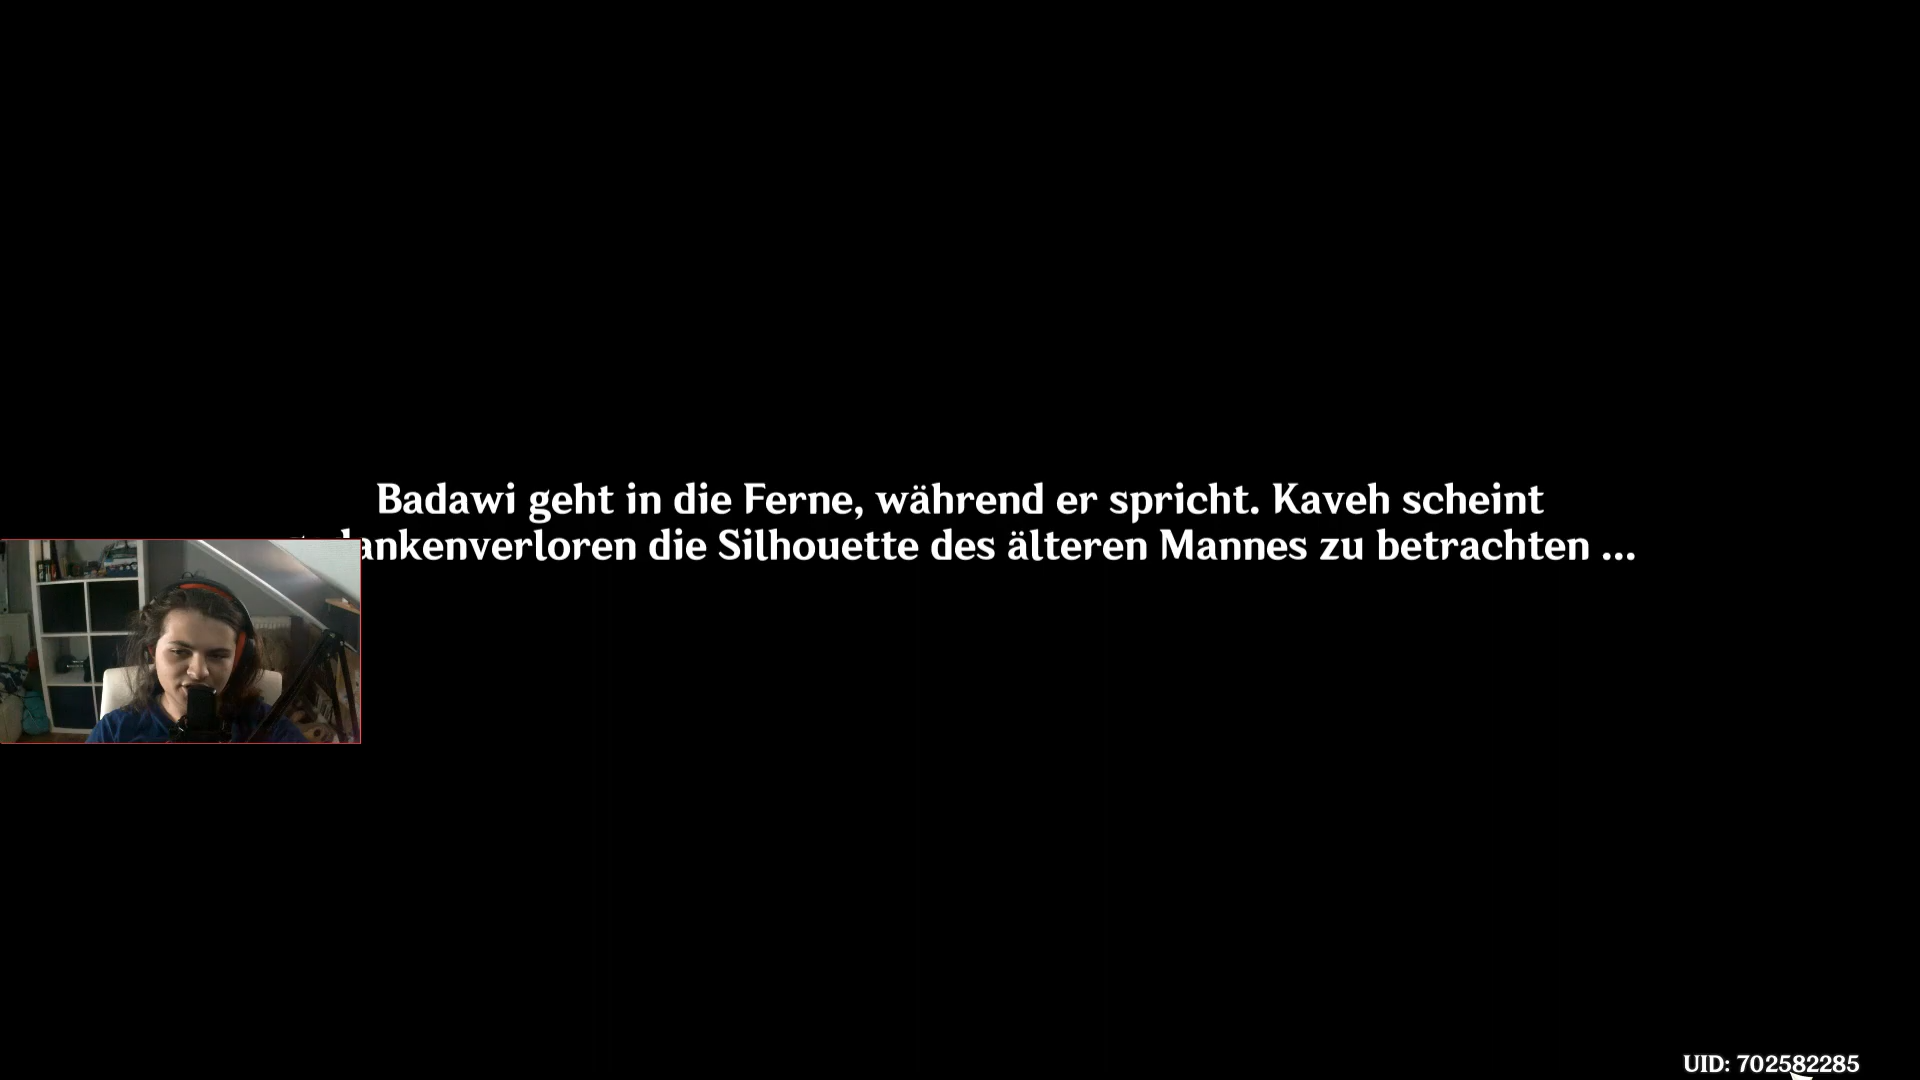 Badawi geht in die Ferne, während er spricht. Kaveh scheint
die Silhouette des älteren Mannes zu betrachten ...
UID: 702582285